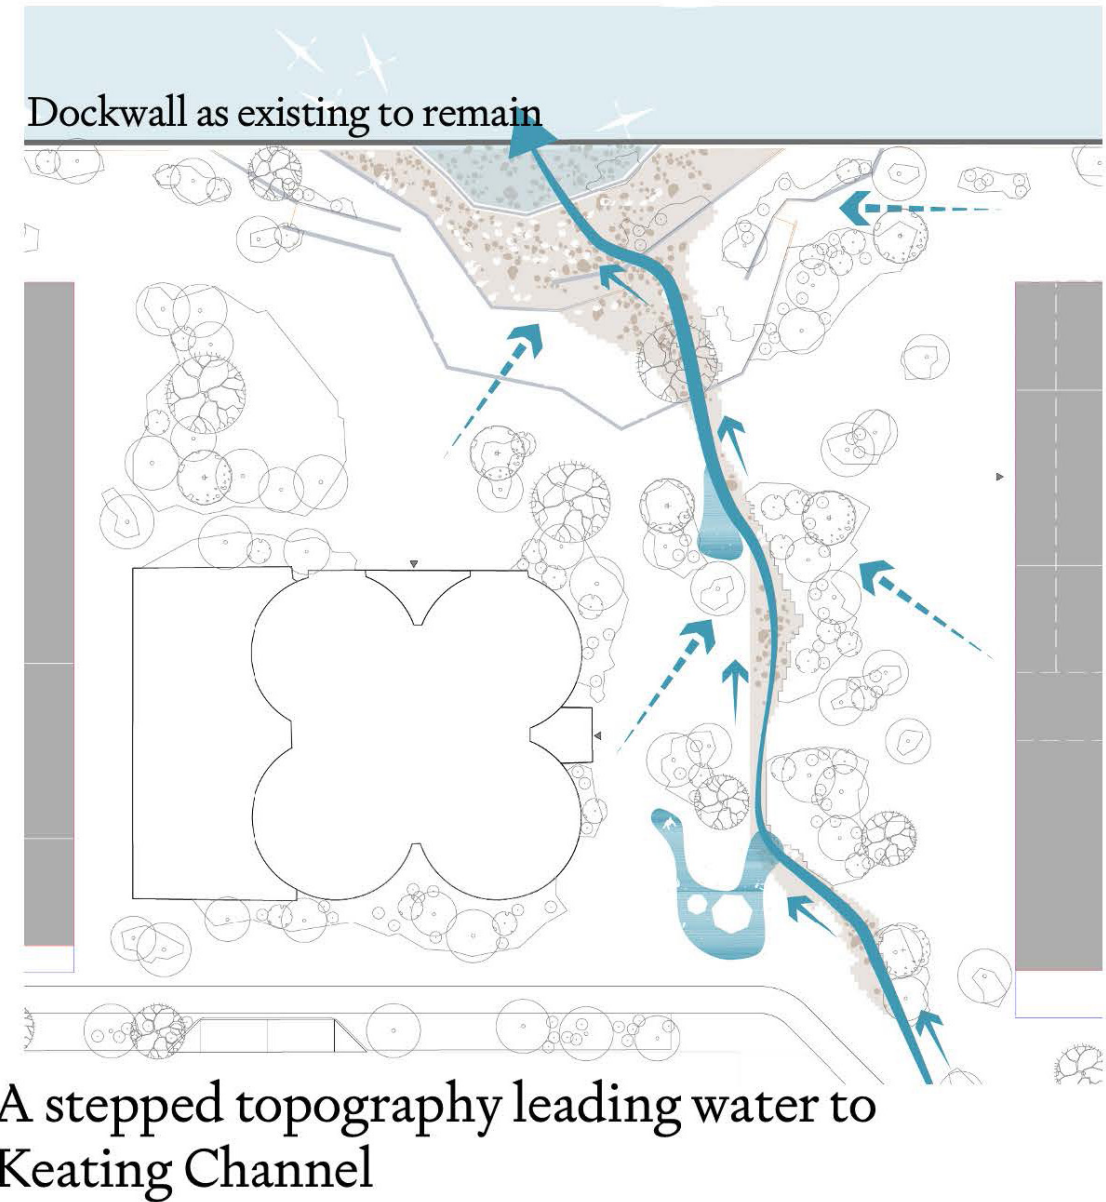 Dockwall as existing to remain
A stepped topography leading water to
Keating Channel